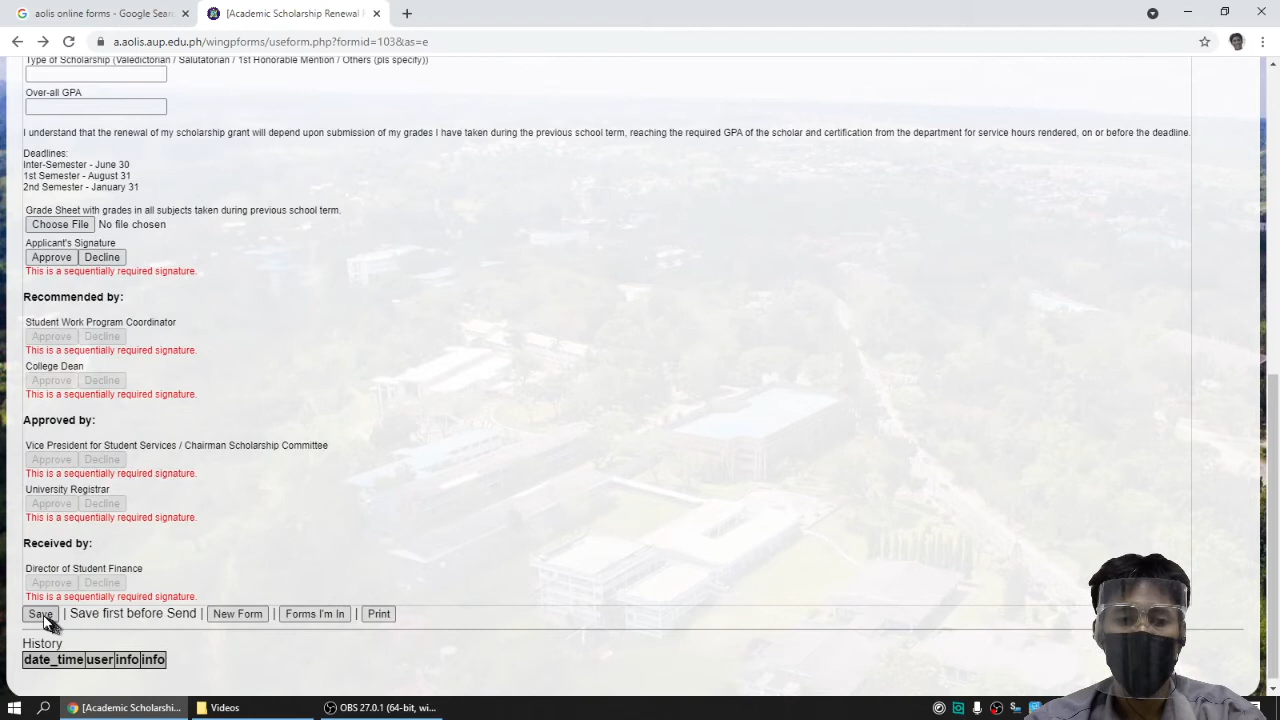 aolis online forms - Google Sear
[Academic Scholarship Renewal
a.aolis.aup.edu.ph/wingpforms/useform.php?formid=103&as=e
Type of Scholarship (Valedictorian / Salutatorian / 1st Honorable Mention / Others (pls specify))
Over-all GPA
I understand that the renewal of my scholarship grant will depend upon submission of my grades I have taken during the previous school term, reaching the required GPA of the scholar and certification from the department for service hours rendered, on or before the deadline.
Deadlines:
Inter-Semester - June 30
1st Semester - August 31
2nd Semester - January 31
Grade Sheet with grades in all subjects taken during previous school term.
Choose File No file chosen
Applicant's Signature
Approve Decline
This is a sequentially required signature.
Recommended by:
Student Work Program Coordinator
Approve Decline
This is a sequentially required signature.
College Dean
Approve Decline
This is a sequentially required signature.
Approved by:
Vice President for Student Services / Chairman Scholarship Committee
Approve Decline
This is a sequentially required signature.
University Registrar
Approve Decline
This is a sequentially required signature.
Received by:
Director of Student Finance
Approve Decline
This is a sequentially required signature.
Save | Save first before Send | New Form | Forms I'm In | Print
History
date_time user info info
[Academic Scholarshi... Videos OBS 27.0.1 (64-bit, wi...